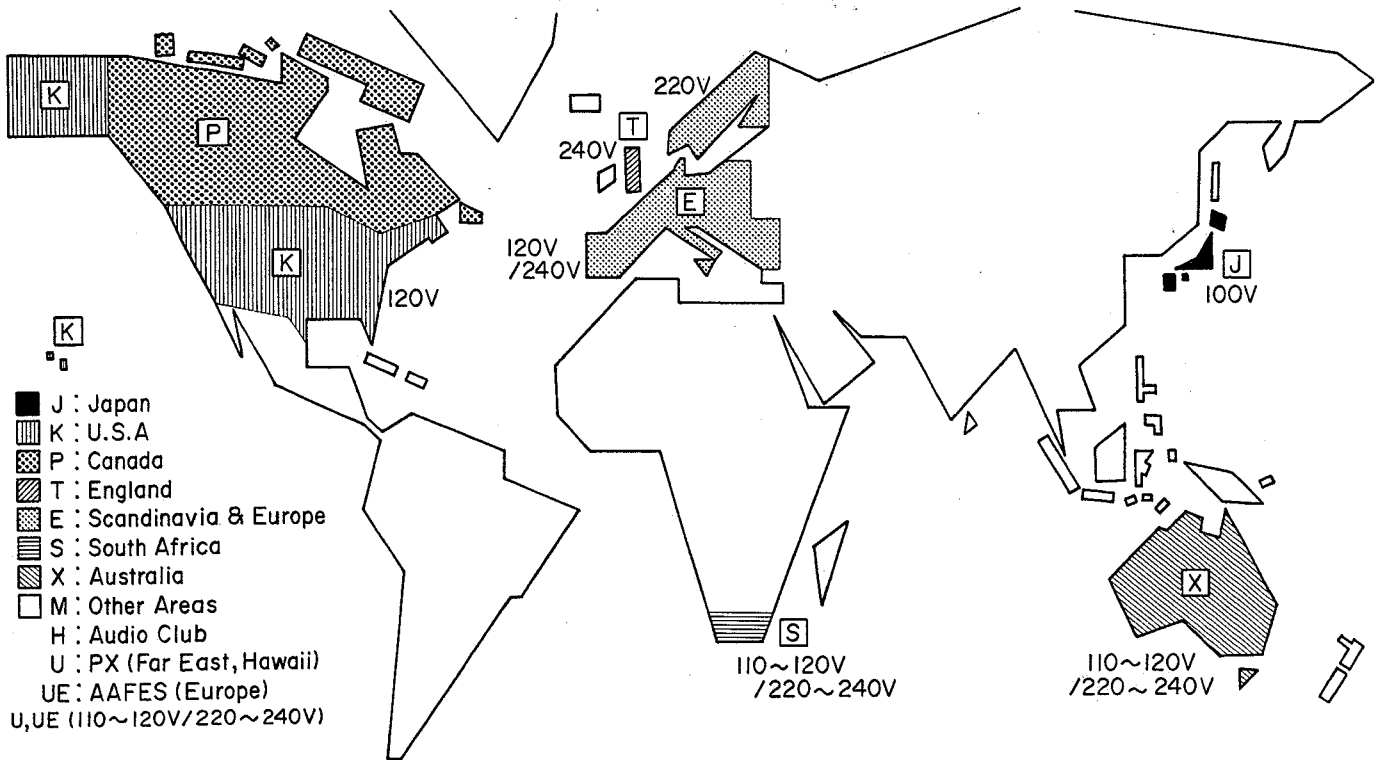 K
P
K
120V
K
220V
T
240V
E
120V
/240V
J
100V
J : Japan
K : U.S.A
P : Canada
T : England
E : Scandinavia & Europe
S : South Africa
X : Australia
M : Other Areas
H : Audio Club
U : PX (Far East, Hawaii)
UE : AAFES (Europe)
U,UE (110~120V/220~240V)
S
110~120V
/220~240V
X
110~120V
/220~240V